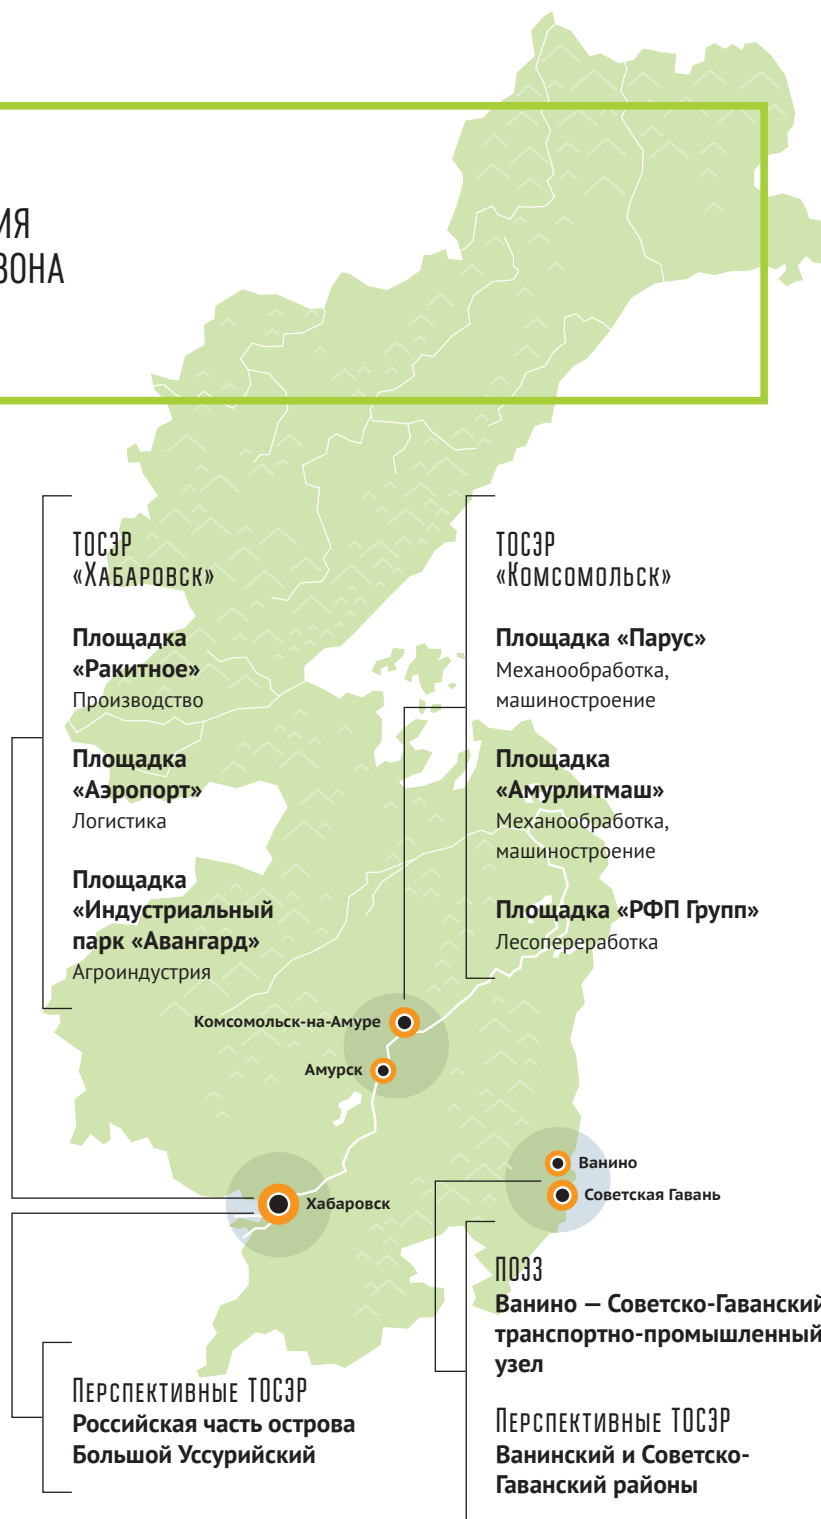 ИЯ
ЗОНА
ТОСЭР
«Хабаровск»
Площадка
«Ракитное»
Производство
Площадка
«Аэропорт»
Логистика
Площадка
«Индустриальный
парк «Авангард»
Агроиндустрия
ТОСЭР
«Комсомольск»
Площадка «Парус»
Механообработка,
машиностроение
Площадка
«Амурлитмаш»
Механообработка,
машиностроение
Площадка «РФП Групп»
Лесопереработка
Комсомольск-на-Амуре
Амурск
Хабаровск
Ванино
Советская Гавань
Перспективные ТОСЭР
Российская часть острова
Большой Уссурийский
ПОЭЗ
Ванино — Советско-Гаванский
транспортно-промышленный
узел
Перспективные ТОСЭР
Ванинский и Советско-
Гаванский районы